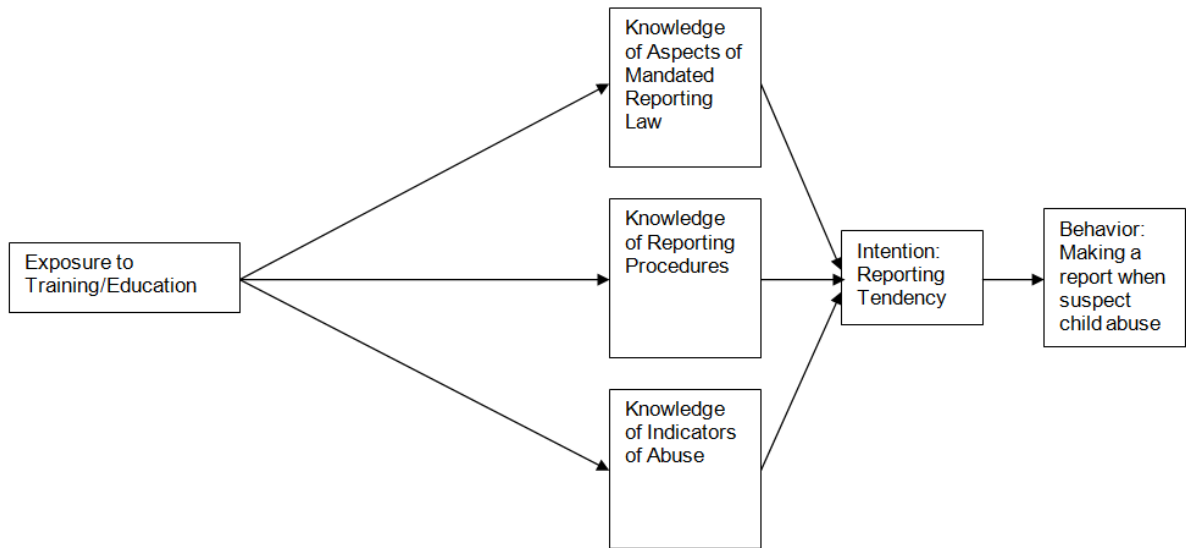 Knowledge
of Aspects of
Mandated
Reporting
Law
Exposure to
Training/Education
Knowledge
of Reporting
Procedures
Knowledge
of Indicators
of Abuse
Intention:
Reporting
Tendency
Behavior:
Making a
report when
suspect
child abuse